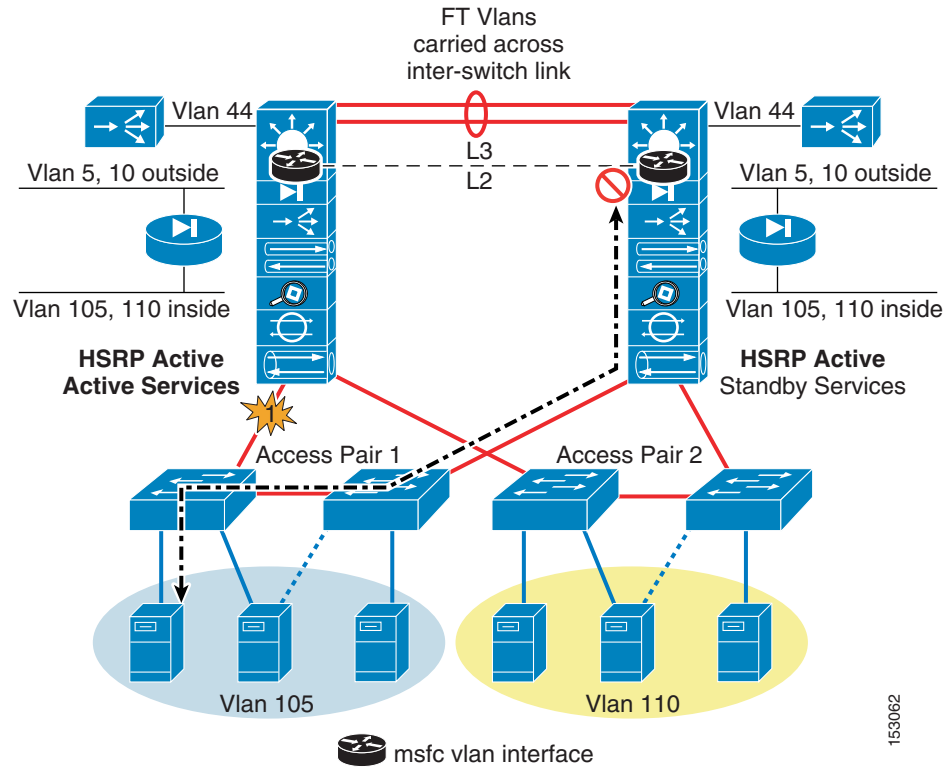 FT Vlans
carried across
inter-switch link
Vlan 44
Vlan 44
L3
L2
Vlan 5, 10 outside
Vlan 5, 10 outside
Vlan 105, 110 inside
Vlan 105, 110 inside
HSRP Active
Active Services
HSRP Active
Standby Services
1
Access Pair 1
Access Pair 2
Vlan 105
Vlan 110
153062
msfc vlan interface